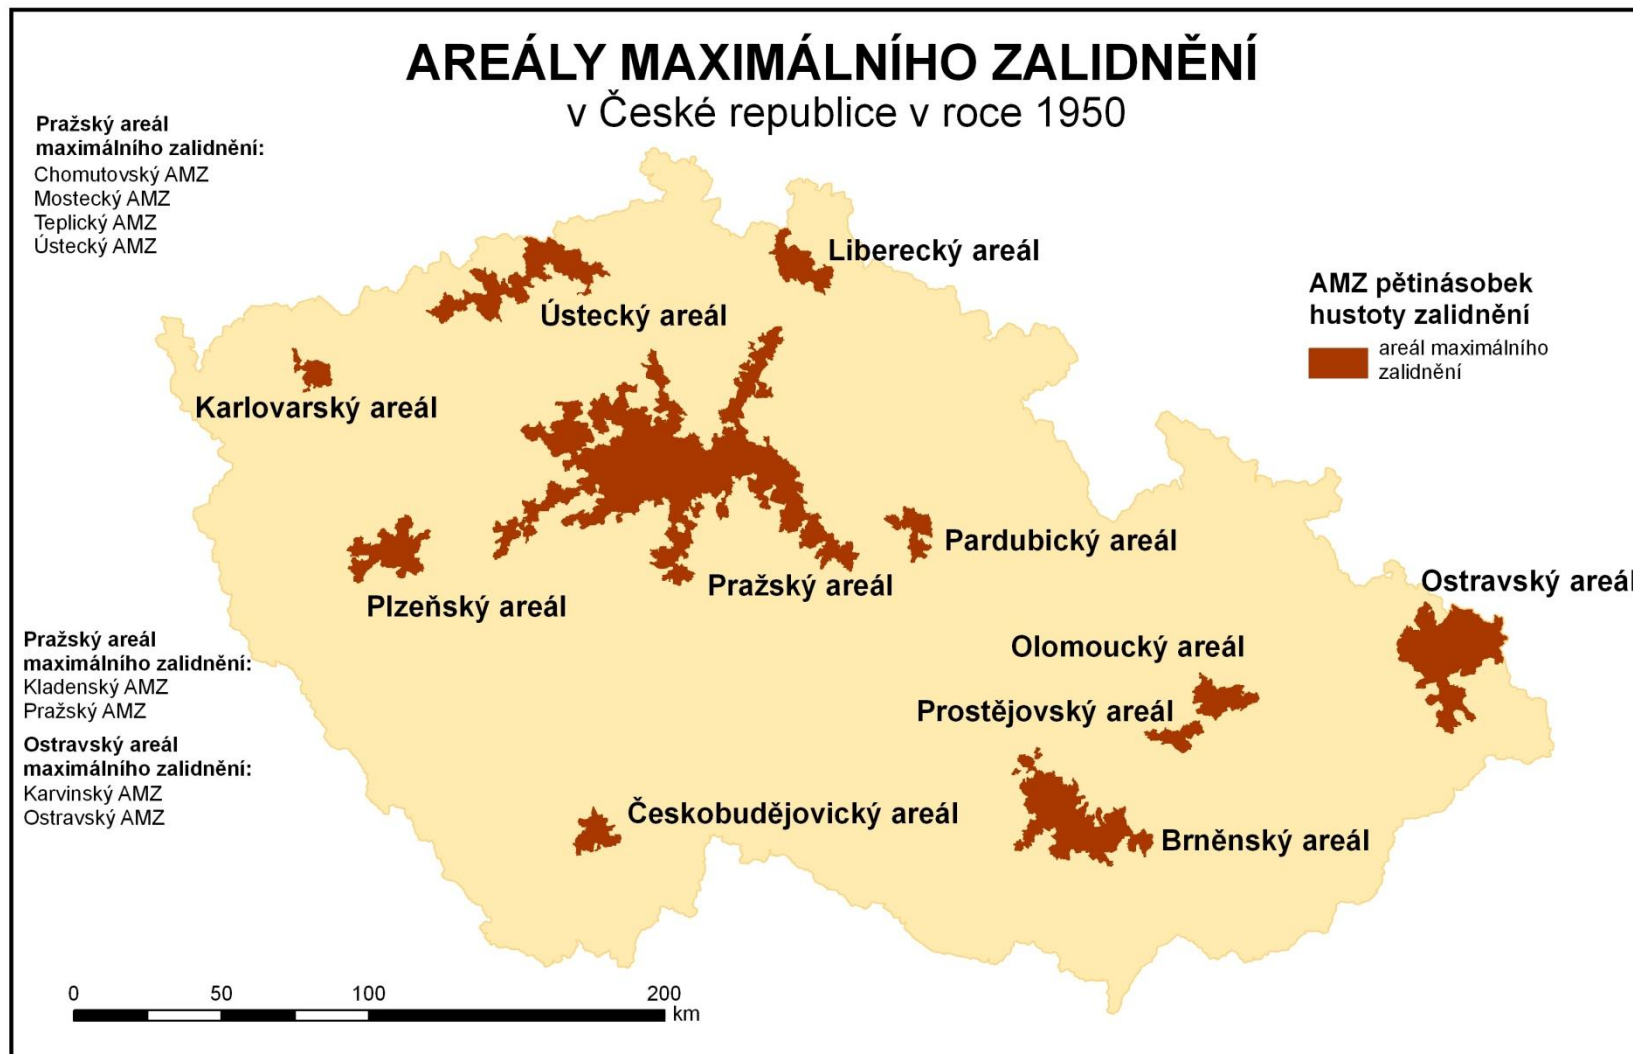 AREÁLY MAXIMÁLNÍHO ZALIDNĚNÍ
v České republice v roce 1950
Pražský areál
maximálního zalidnění:
Chomutovský AMZ
Mostecký AMZ
Teplický AMZ
Ústecký AMZ
Liberecký areál
Ústecký areál
AMZ pětinásobek
hustoty zalidnění
areál maximálního
zalidnění
Karlovarský areál
Pardubický areál
Pražský areál
Plzeňský areál
Ostravský areál
Pražský areál
maximálního zalidnění:
Kladenský AMZ
Pražský AMZ
Olomoucký areál
Prostějovský areál
Ostravský areál
maximálního zalidnění:
Karvinský AMZ
Ostravský AMZ
Českobudějovický areál
Brněnský areál
0 50 100 200
km